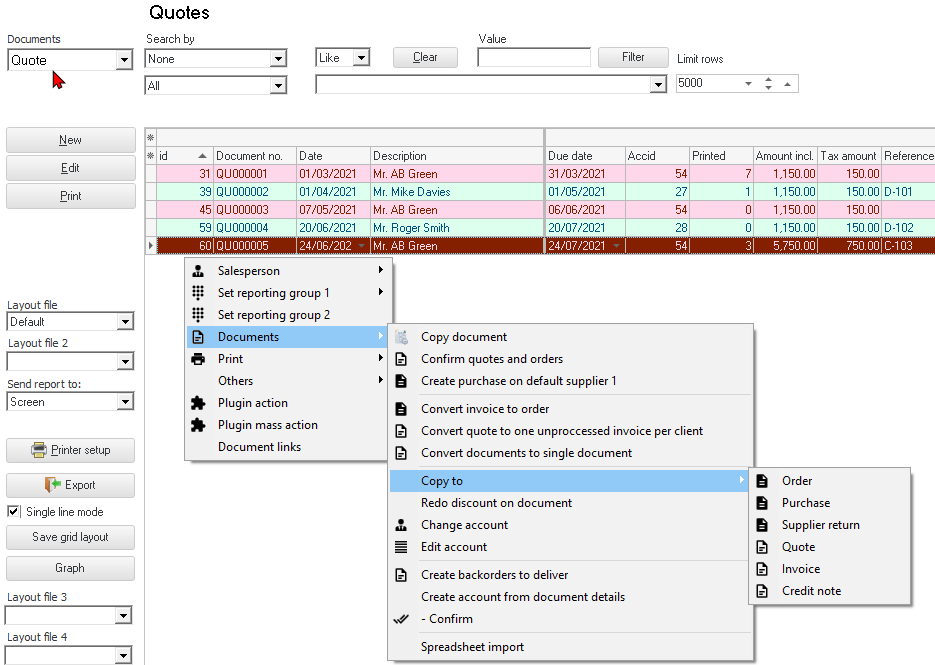 Quotes
Documents
Quote
Search by
None
All
Like
Clear
Value
Filter
Limit rows
5000
New
Edit
Print
id Document no. Date Description Due date Accid Printed Amount incl. Tax amount Reference
31 QU000001 01/03/2021 Mr. AB Green 31/03/2021 54 7 1,150.00 150.00
39 QU000002 01/04/2021 Mr. Mike Davies 01/05/2021 27 1 1,150.00 150.00 D-101
45 QU000003 07/05/2021 Mr. AB Green 06/06/2021 54 0 1,150.00 150.00
59 QU000004 20/06/2021 Mr. Roger Smith 20/07/2021 28 0 1,150.00 150.00 D-102
60 QU000005 24/06/202 Mr. AB Green 24/07/2021 54 3 5,750.00 750.00 C-103
Layout file
Default
Layout file 2
Send report to:
Screen
Printer setup
Export
Single line mode
Save grid layout
Graph
Layout file 3
Layout file 4
Salesperson
Set reporting group 1
Set reporting group 2
Documents
Print
Others
Plugin action
Plugin mass action
Document links
Copy document
Confirm quotes and orders
Create purchase on default supplier 1
Convert invoice to order
Convert quote to one unproccessed invoice per client
Convert documents to single document
Copy to
Redo discount on document
Change account
Edit account
Create backorders to deliver
Create account from document details
- Confirm
Spreadsheet import
Order
Purchase
Supplier return
Quote
Invoice
Credit note